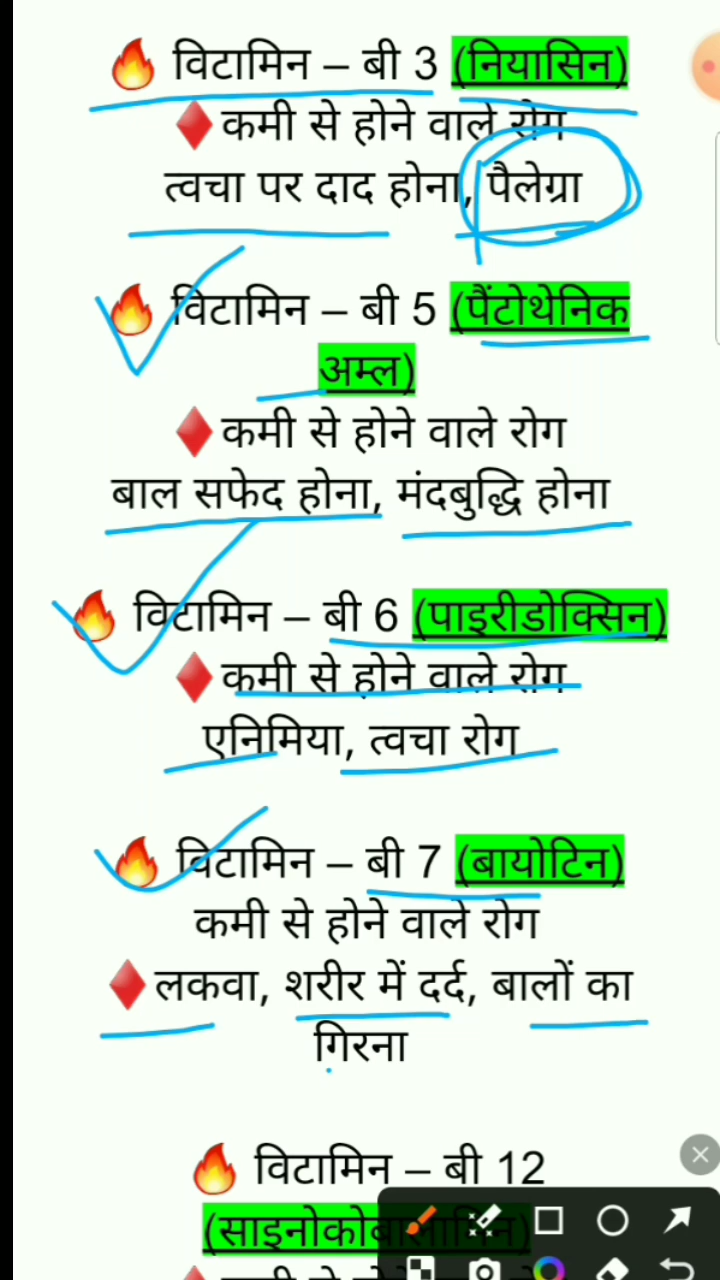 विटामिन – बी 3 (नियासिन)
कमी से होने वाले रोग
त्वचा पर दाद होना, पैलेग्रा
विटामिन – बी 5 (पैंटोथेनिक
अम्ल)
कमी से होने वाले रोग
बाल सफेद होना, मंदबुद्धि होना
विटामिन – बी 6 (पाइरीडोक्सिन)
कमी से होने वाले रोग
एनिमिया, त्वचा रोग
विटामिन – बी 7 (बायोटिन)
कमी से होने वाले रोग
लकवा, शरीर में दर्द, बालों का
गिरना
विटामिन – बी 12